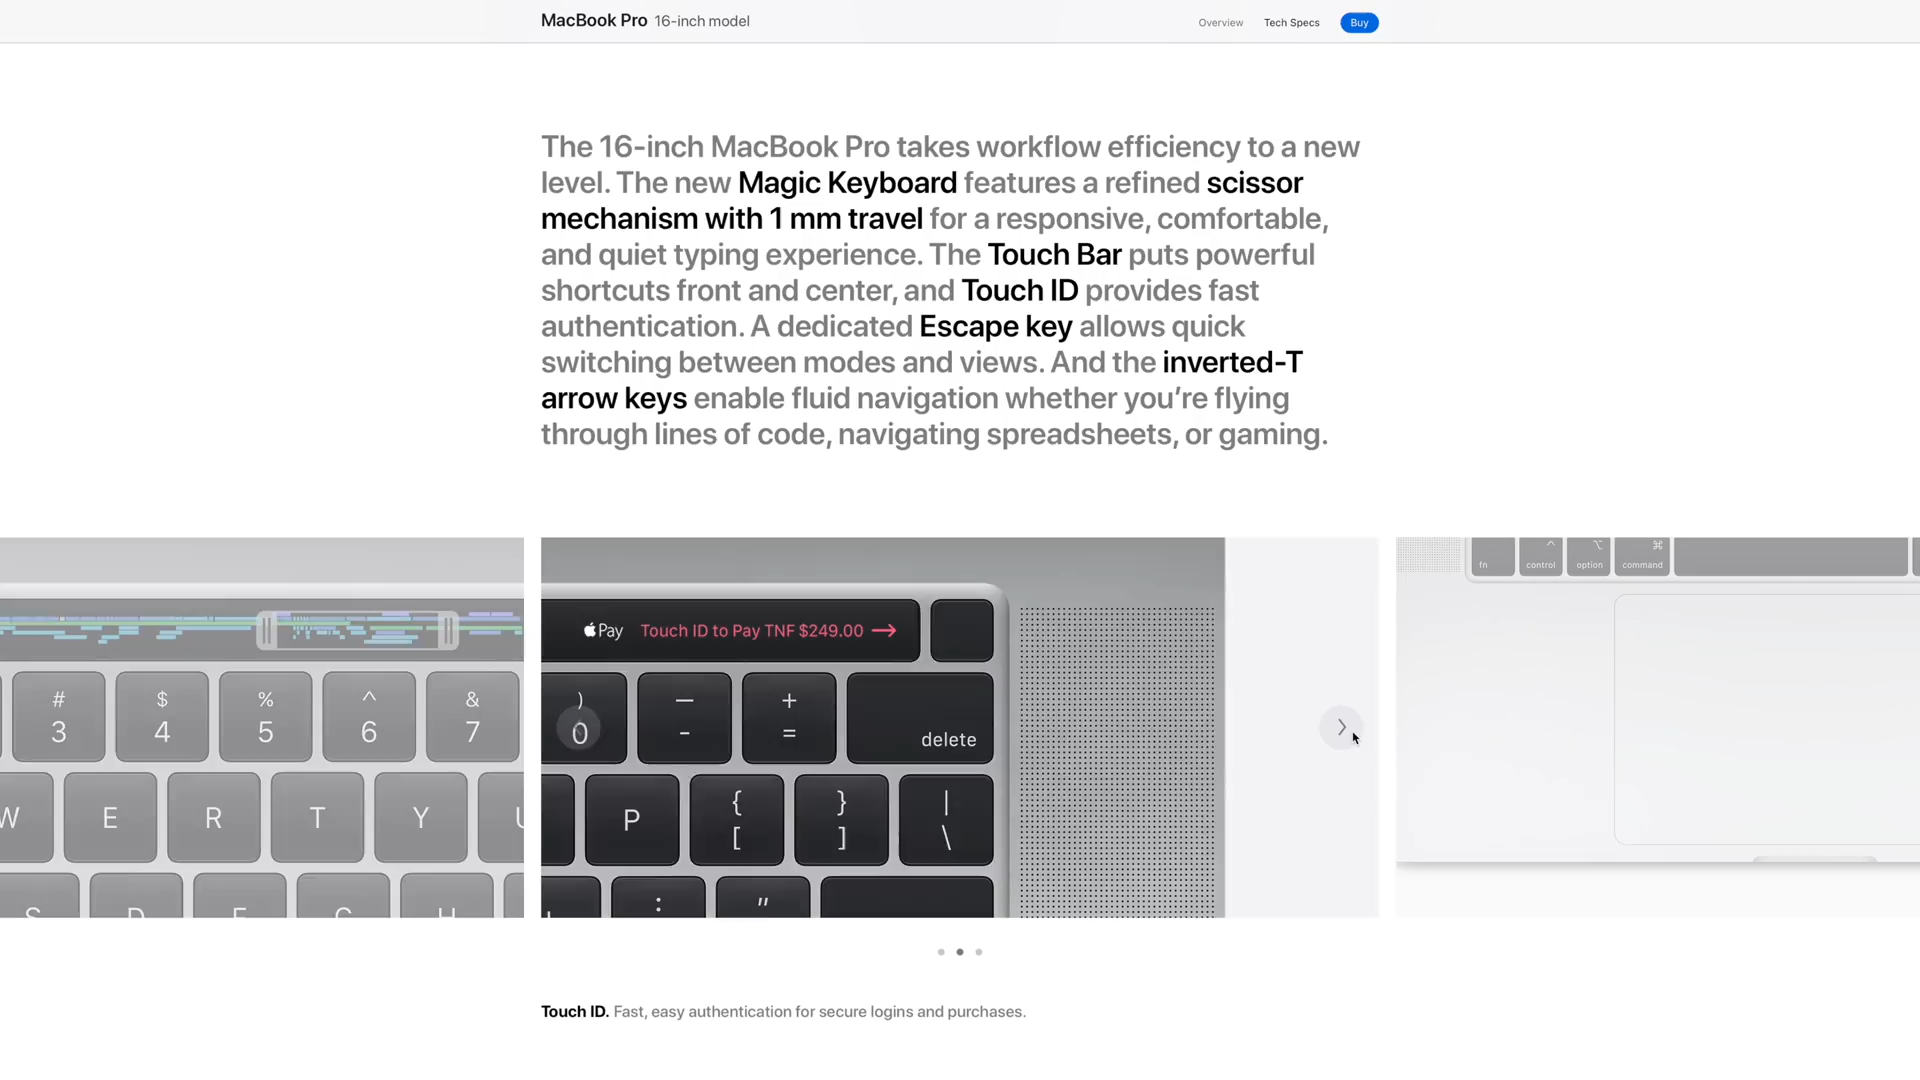 MacBook Pro 16-inch model
Overview Tech Specs Buy
The 16-inch MacBook Pro takes workflow efficiency to a new
level. The new Magic Keyboard features a refined scissor
mechanism with 1 mm travel for a responsive, comfortable,
and quiet typing experience. The Touch Bar puts powerful
shortcuts front and center, and Touch ID provides fast
authentication. A dedicated Escape key allows quick
switching between modes and views. And the inverted-T
arrow keys enable fluid navigation whether you’re flying
through lines of code, navigating spreadsheets, or gaming.
# $ % ^ &
3 4 5 6 7
W E R T Y U
S D F G H
Pay Touch ID to Pay TNF $249.00 →
) — +
0 - = delete
P { } |
[ ] \
: "
^ ⌥ ⌘
fn control option command
Touch ID. Fast, easy authentication for secure logins and purchases.